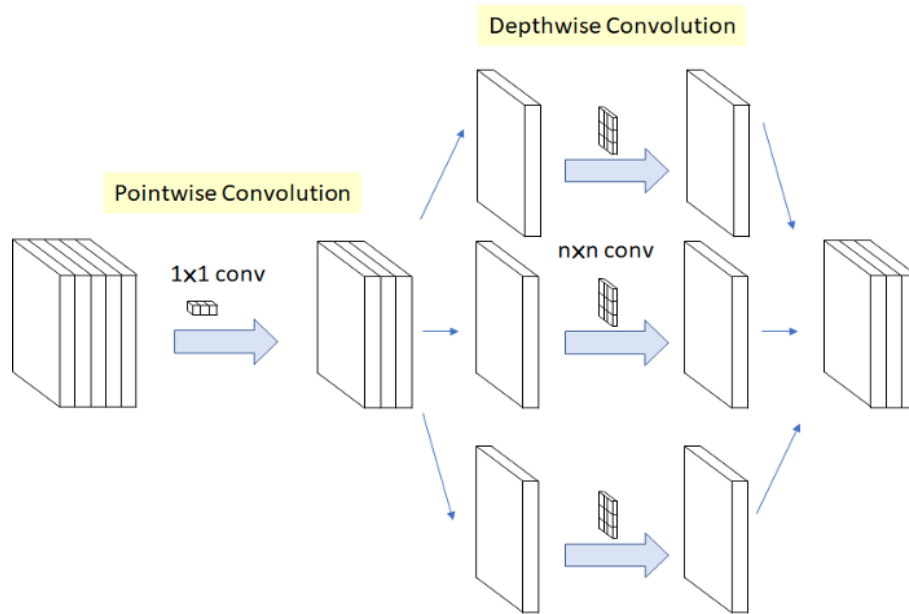 Depthwise Convolution
Pointwise Convolution
1x1 conv
nxn conv